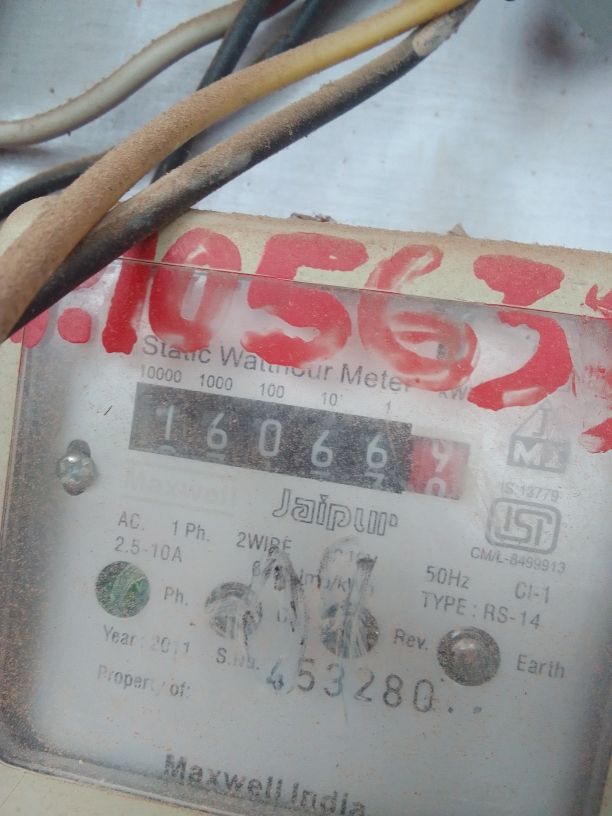 :10563
Static Watthour Meter
10000 1000 100 10 1 kWh
16066 9
Maxwell Jaipur
IS:13779
CM/L-8499913
AC. 1 Ph. 2WIRE 50Hz Cl-1
2.5-10A TYPE : RS-14
Ph. Rev. Earth
Year : 2011 S.No. 453280
Property of:
Maxwell India